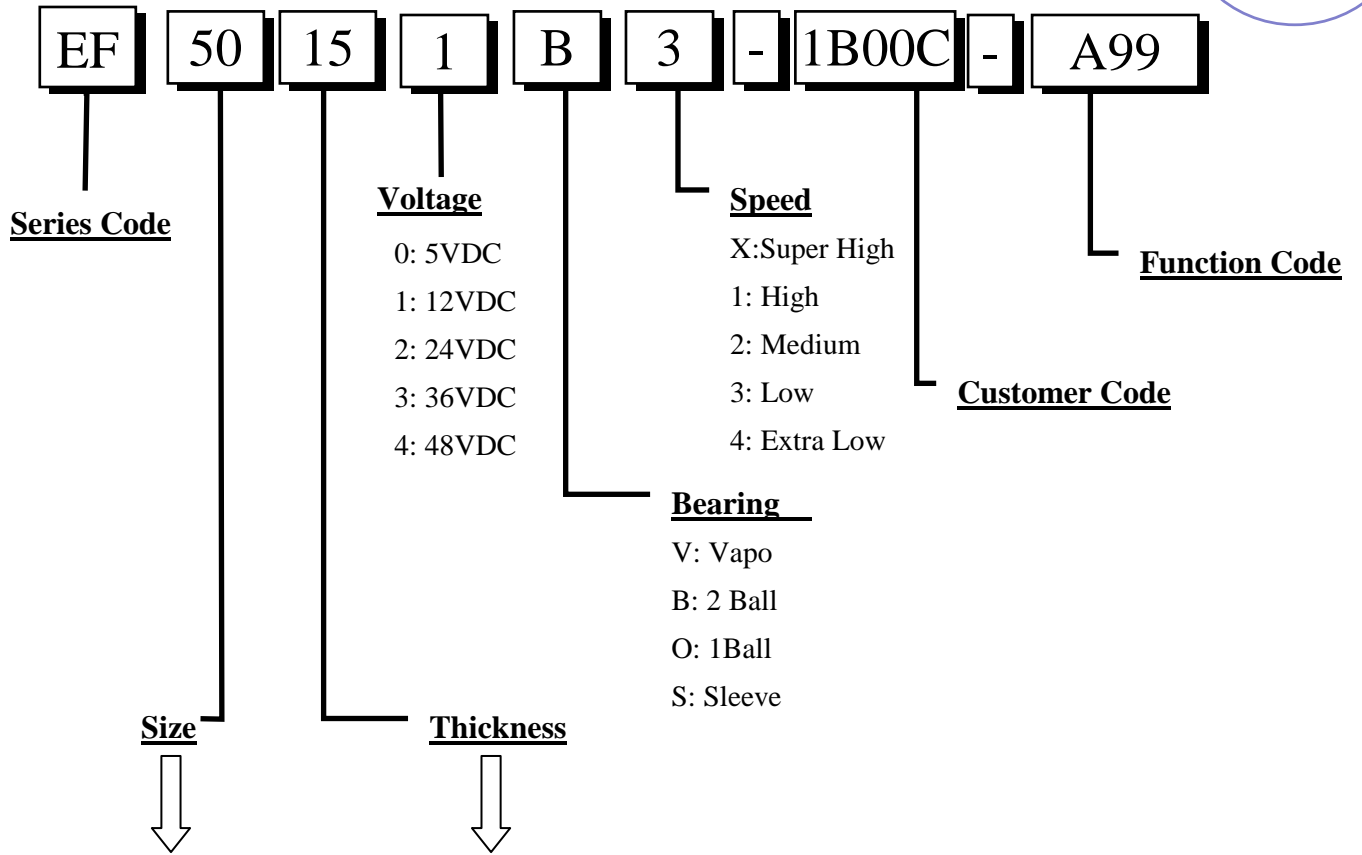 EF 50 15 1 B 3 - 1B00C - A99
Series Code
Voltage
0: 5VDC
1: 12VDC
2: 24VDC
3: 36VDC
4: 48VDC
Speed
X:Super High
1: High
2: Medium
3: Low
4: Extra Low
Function Code
Customer Code
Bearing
V: Vapo
B: 2 Ball
O: 1Ball
S: Sleeve
Size
Thickness